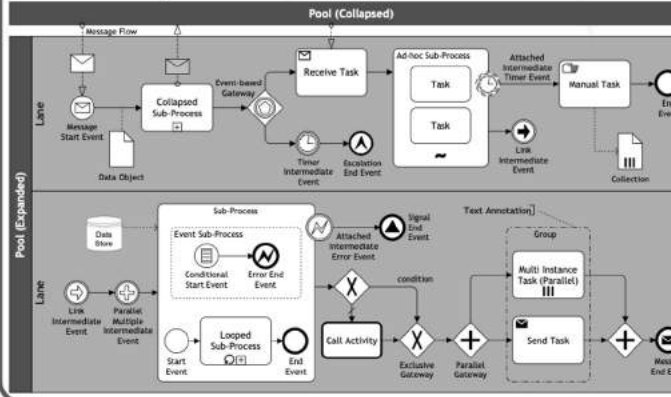 Pool (Collapsed)
Message Flow
Pool (Expanded)
Lane
Message
Start Event
Data Object
Collapsed
Sub-Process
Event-based
Gateway
Receive Task
Timer
Intermediate
Event
Escalation
End Event
Ad-hoc Sub-Process
Task
Task
~
Attached
Intermediate
Timer Event
Link
Intermediate
Event
Manual Task
Collection
Lane
Data
Store
Link
Intermediate
Event
Parallel
Multiple-
Intermediate
Event
Sub-Process
Event Sub-Process
Conditional
Start Event
Error End
Event
Start
Event
Looped
Sub-Process
End
Event
Attached
Intermediate
Error Event
Signal
End
Event
condition
Call Activity
Exclusive
Gateway
Parallel
Gateway
Text Annotation
Group
Multi Instance
Task (Parallel)
Send Task